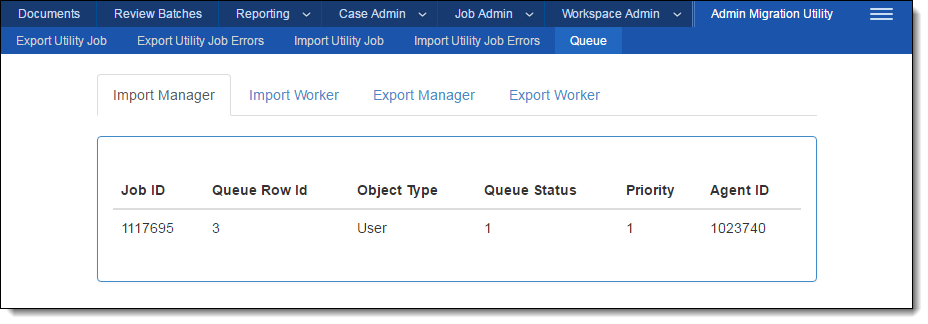 Documents Review Batches Reporting Case Admin Job Admin Workspace Admin Admin Migration Utility
Export Utility Job Export Utility Job Errors Import Utility Job Import Utility Job Errors Queue
Import Manager Import Worker Export Manager Export Worker
Job ID Queue Row Id Object Type Queue Status Priority Agent ID
1117695 3 User 1 1 1023740